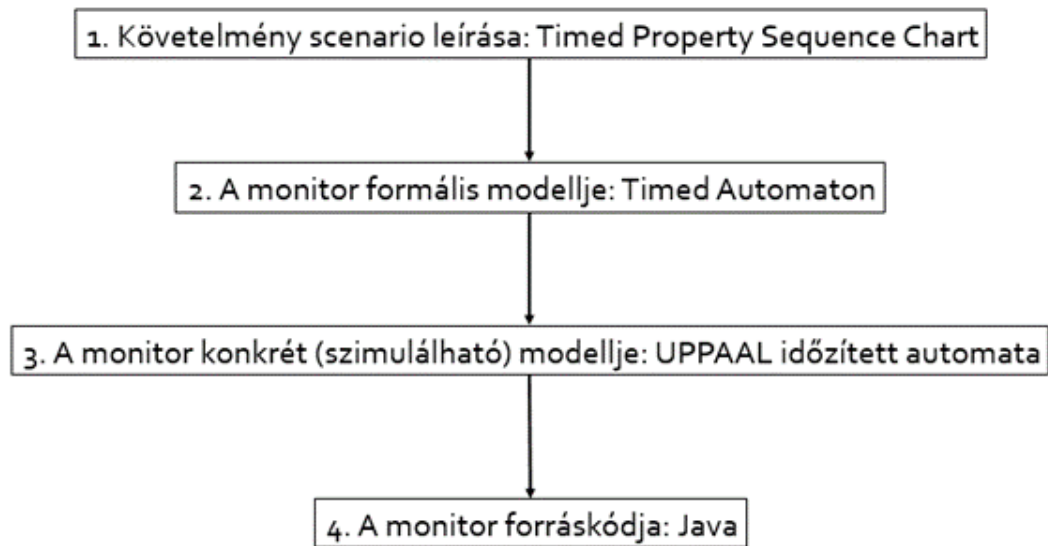 1. Követelmény scenario leírása: Timed Property Sequence Chart
2. A monitor formális modellje: Timed Automaton
3. A monitor konkrét (szimulálható) modellje: UPPAAL időzített automata
4. A monitor forráskódja: Java